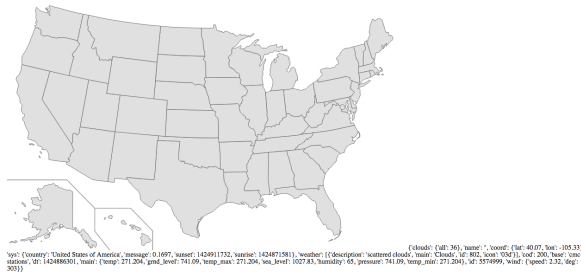 {'clouds': {'all': 36}, 'name': '', 'coord': {'lat': 40.07, 'lon': -105.33},
'sys': {'country': 'United States of America', 'message': 0.1697, 'sunset': 1424911732, 'sunrise': 1424871581}, 'weather': [{'description': 'scattered clouds', 'main': 'Clouds', 'id': 802, 'icon': '03d'}], 'cod': 200, 'base': 'cmc
stations', 'dt': 1424886301, 'main': {'temp': 271.204, 'grnd_level': 741.09, 'temp_max': 271.204, 'sea_level': 1027.83, 'humidity': 65, 'pressure': 741.09, 'temp_min': 271.204}, 'id': 5574999, 'wind': {'speed': 2.32, 'deg':
303}}